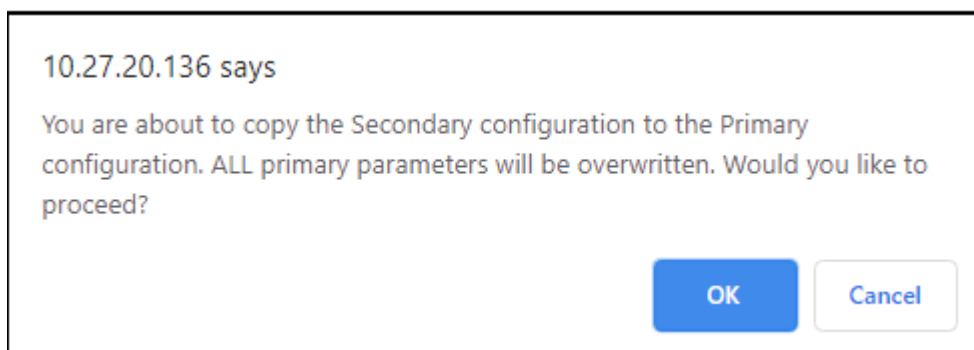 10.27.20.136 says
You are about to copy the Secondary configuration to the Primary
configuration. ALL primary parameters will be overwritten. Would you like to
proceed?
OK
Cancel